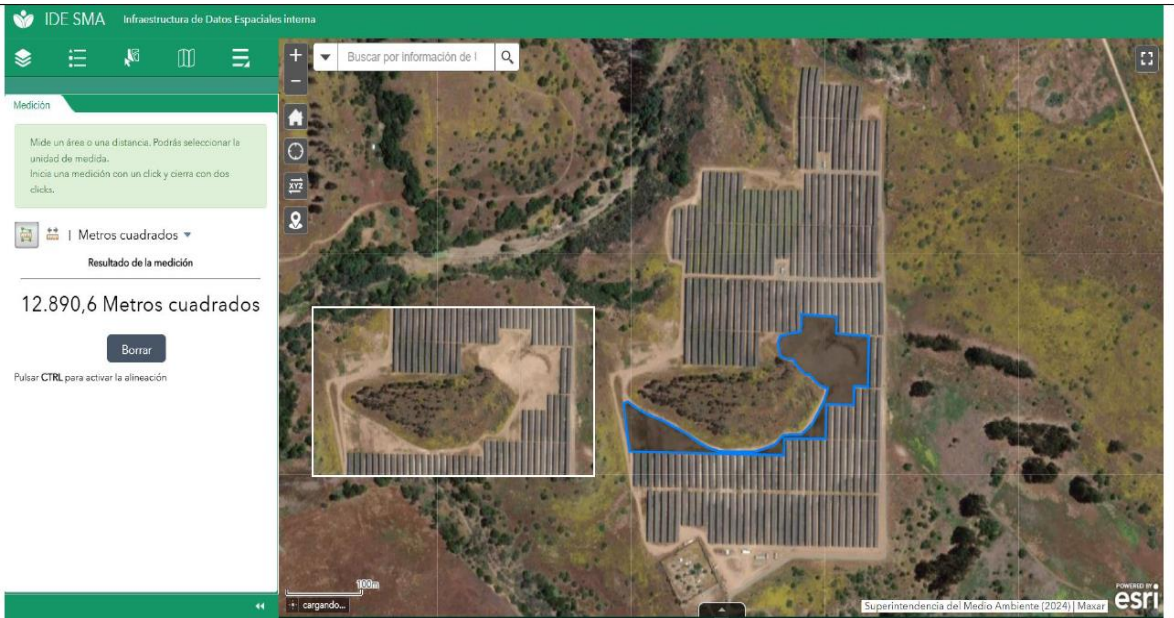 IDE SMA Infraestructura de Datos Espaciales interna
Buscar por información de l
Medición
Mide un área o una distancia. Podrás seleccionar la
unidad de medida.
Inicia una medición con un click y cierra con dos
clicks.
| Metros cuadrados
Resultado de la medición
12.890,6 Metros cuadrados
Borrar
Pulsar CTRL para activar la alineación
+
−
XYZ
100m
cargando...
Superintendencia del Medio Ambiente (2024) | Maxar
POWERED BY
esri